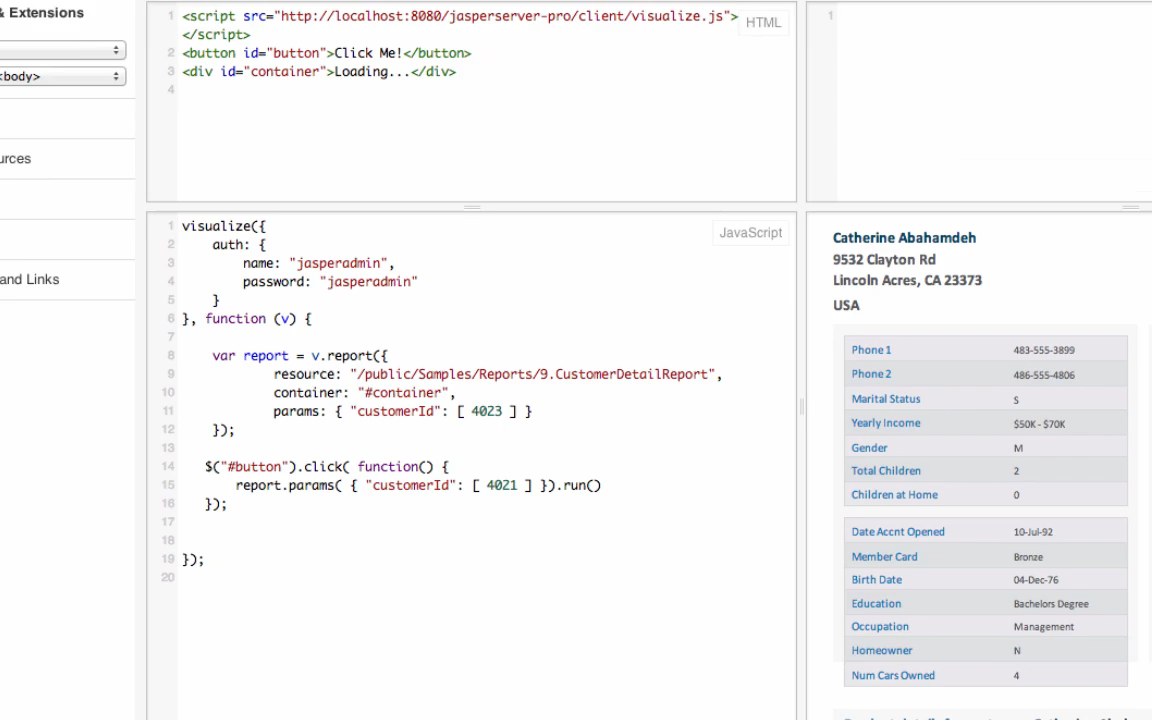 & Extensions
<body>
urces
and Links
1 <script src="http://localhost:8080/jasperserver-pro/client/visualize.js">
</script>
2 <button id="button">Click Me!</button>
3 <div id="container">Loading...</div>
4
HTML
1
1 visualize({
2 auth: {
3 name: "jasperadmin",
4 password: "jasperadmin"
5 }
6 }, function (v) {
7
8 var report = v.report({
9 resource: "/public/Samples/Reports/9.CustomerDetailReport",
10 container: "#container",
11 params: { "customerId": [ 4023 ] }
12 });
13
14 $("#button").click( function() {
15 report.params( { "customerId": [ 4021 ] }).run()
16 });
17
18
19 });
20
JavaScript
Catherine Abahamdeh
9532 Clayton Rd
Lincoln Acres, CA 23373
USA
Phone 1 483-555-3899
Phone 2 486-555-4806
Marital Status S
Yearly Income $50K - $70K
Gender M
Total Children 2
Children at Home 0
Date Accnt Opened 10-Jul-92
Member Card Bronze
Birth Date 04-Dec-76
Education Bachelors Degree
Occupation Management
Homeowner N
Num Cars Owned 4